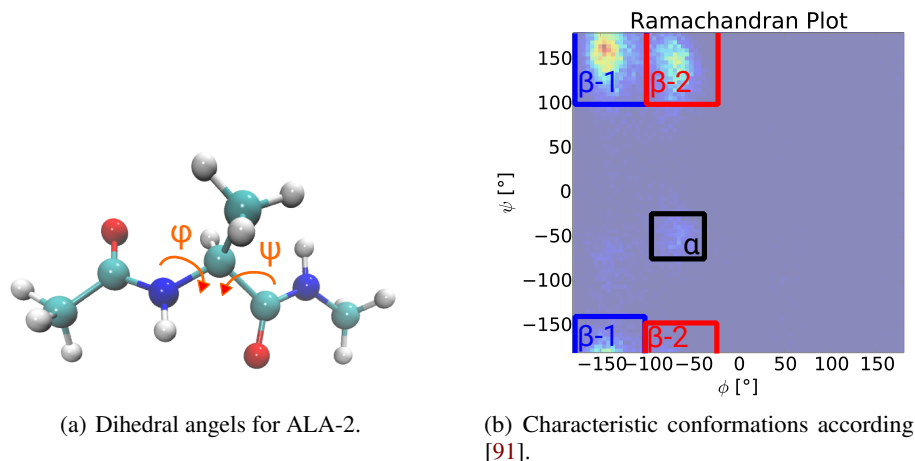 Ramachandran Plot
φ
ψ
150
100
50
0
−50
−100
−150
ψ [°]
β-1
β-2
α
β-1
β-2
−150−100 −50 0 50 100 150
ϕ [°]
(a) Dihedral angels for ALA-2.
(b) Characteristic conformations according
[91].